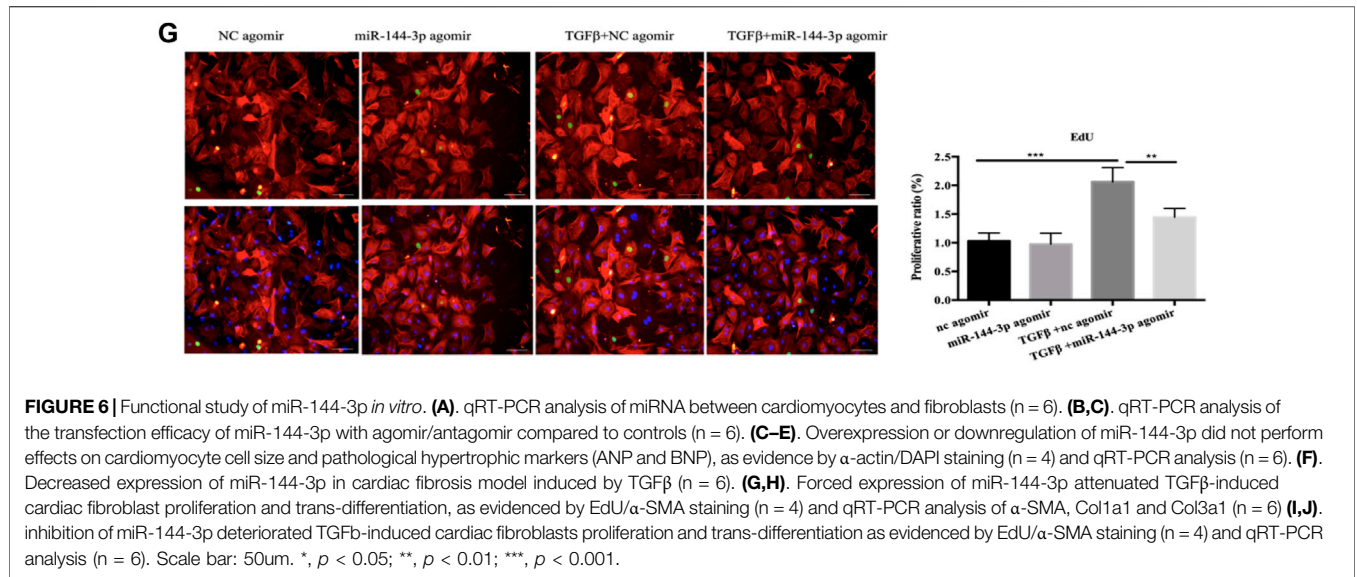 G
NC agomir miR-144-3p agomir TGFβ+NC agomir TGFβ+miR-144-3p agomir
EdU
***
**
Proliferative ratio (%)
2.5
2.0
1.5
1.0
0.5
0.0
nc agomir
miR-144-3p agomir
TGFβ +nc agomir
TGFβ +miR-144-3p agomir
FIGURE 6 | Functional study of miR-144-3p in vitro. (A). qRT-PCR analysis of miRNA between cardiomyocytes and fibroblasts (n = 6). (B,C). qRT-PCR analysis of
the transfection efficacy of miR-144-3p with agomir/antagomir compared to controls (n = 6). (C–E). Overexpression or downregulation of miR-144-3p did not perform
effects on cardiomyocyte cell size and pathological hypertrophic markers (ANP and BNP), as evidence by α-actin/DAPI staining (n = 4) and qRT-PCR analysis (n = 6). (F).
Decreased expression of miR-144-3p in cardiac fibrosis model induced by TGFβ (n = 6). (G,H). Forced expression of miR-144-3p attenuated TGFβ-induced
cardiac fibroblast proliferation and trans-differentiation, as evidenced by EdU/α-SMA staining (n = 4) and qRT-PCR analysis of α-SMA, Col1a1 and Col3a1 (n = 6) (I,J).
inhibition of miR-144-3p deteriorated TGFb-induced cardiac fibroblasts proliferation and trans-differentiation as evidenced by EdU/α-SMA staining (n = 4) and qRT-PCR
analysis (n = 6). Scale bar: 50um. *, p < 0.05; **, p < 0.01; ***, p < 0.001.